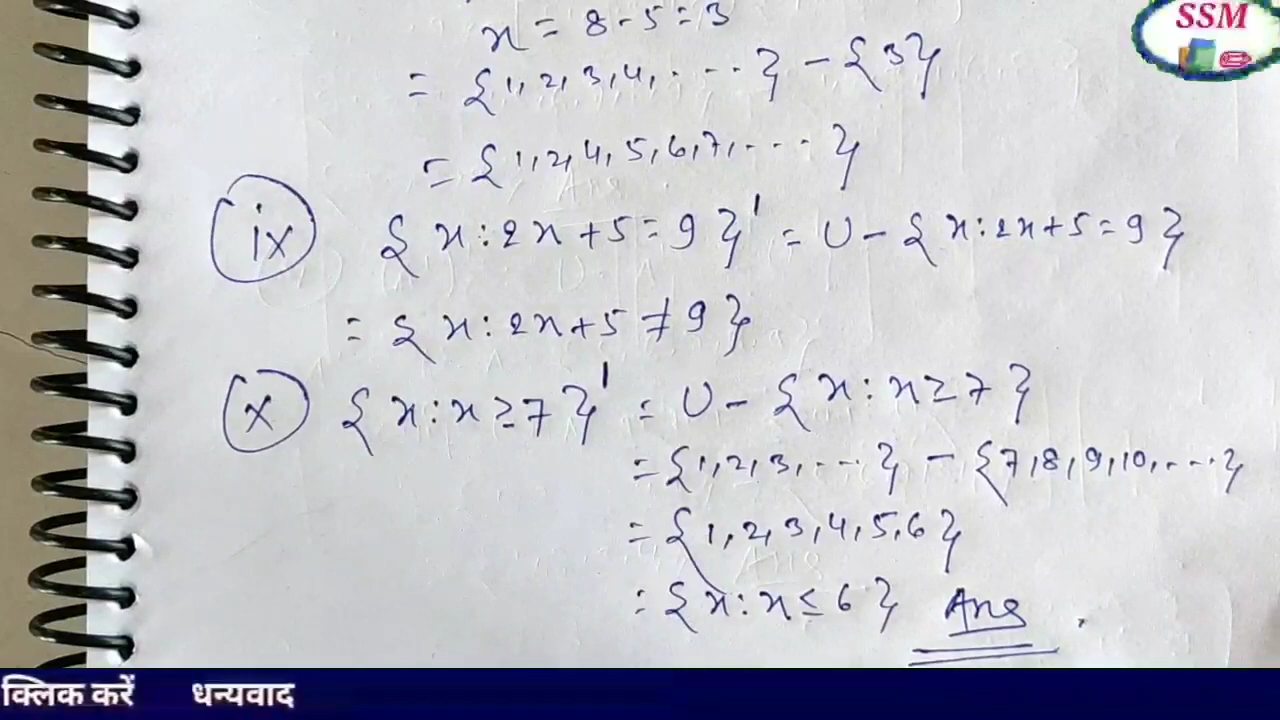 x = 8 - 5 = 3
SSM
= {1, 2, 3, 4, ....} - {3}
= {1, 2, 4, 5, 6, 7, ....}
ix {x : 2x + 5 = 9}' = U - {x : 2x + 5 = 9}
= {x : 2x + 5 ≠ 9}
x {x : x ≥ 7}' = U - {x : x ≥ 7}
= {1, 2, 3, ....} - {7, 8, 9, 10, ....}
= {1, 2, 3, 4, 5, 6}
= {x : x ≤ 6} Ans .
क्लिक करें धन्यवाद